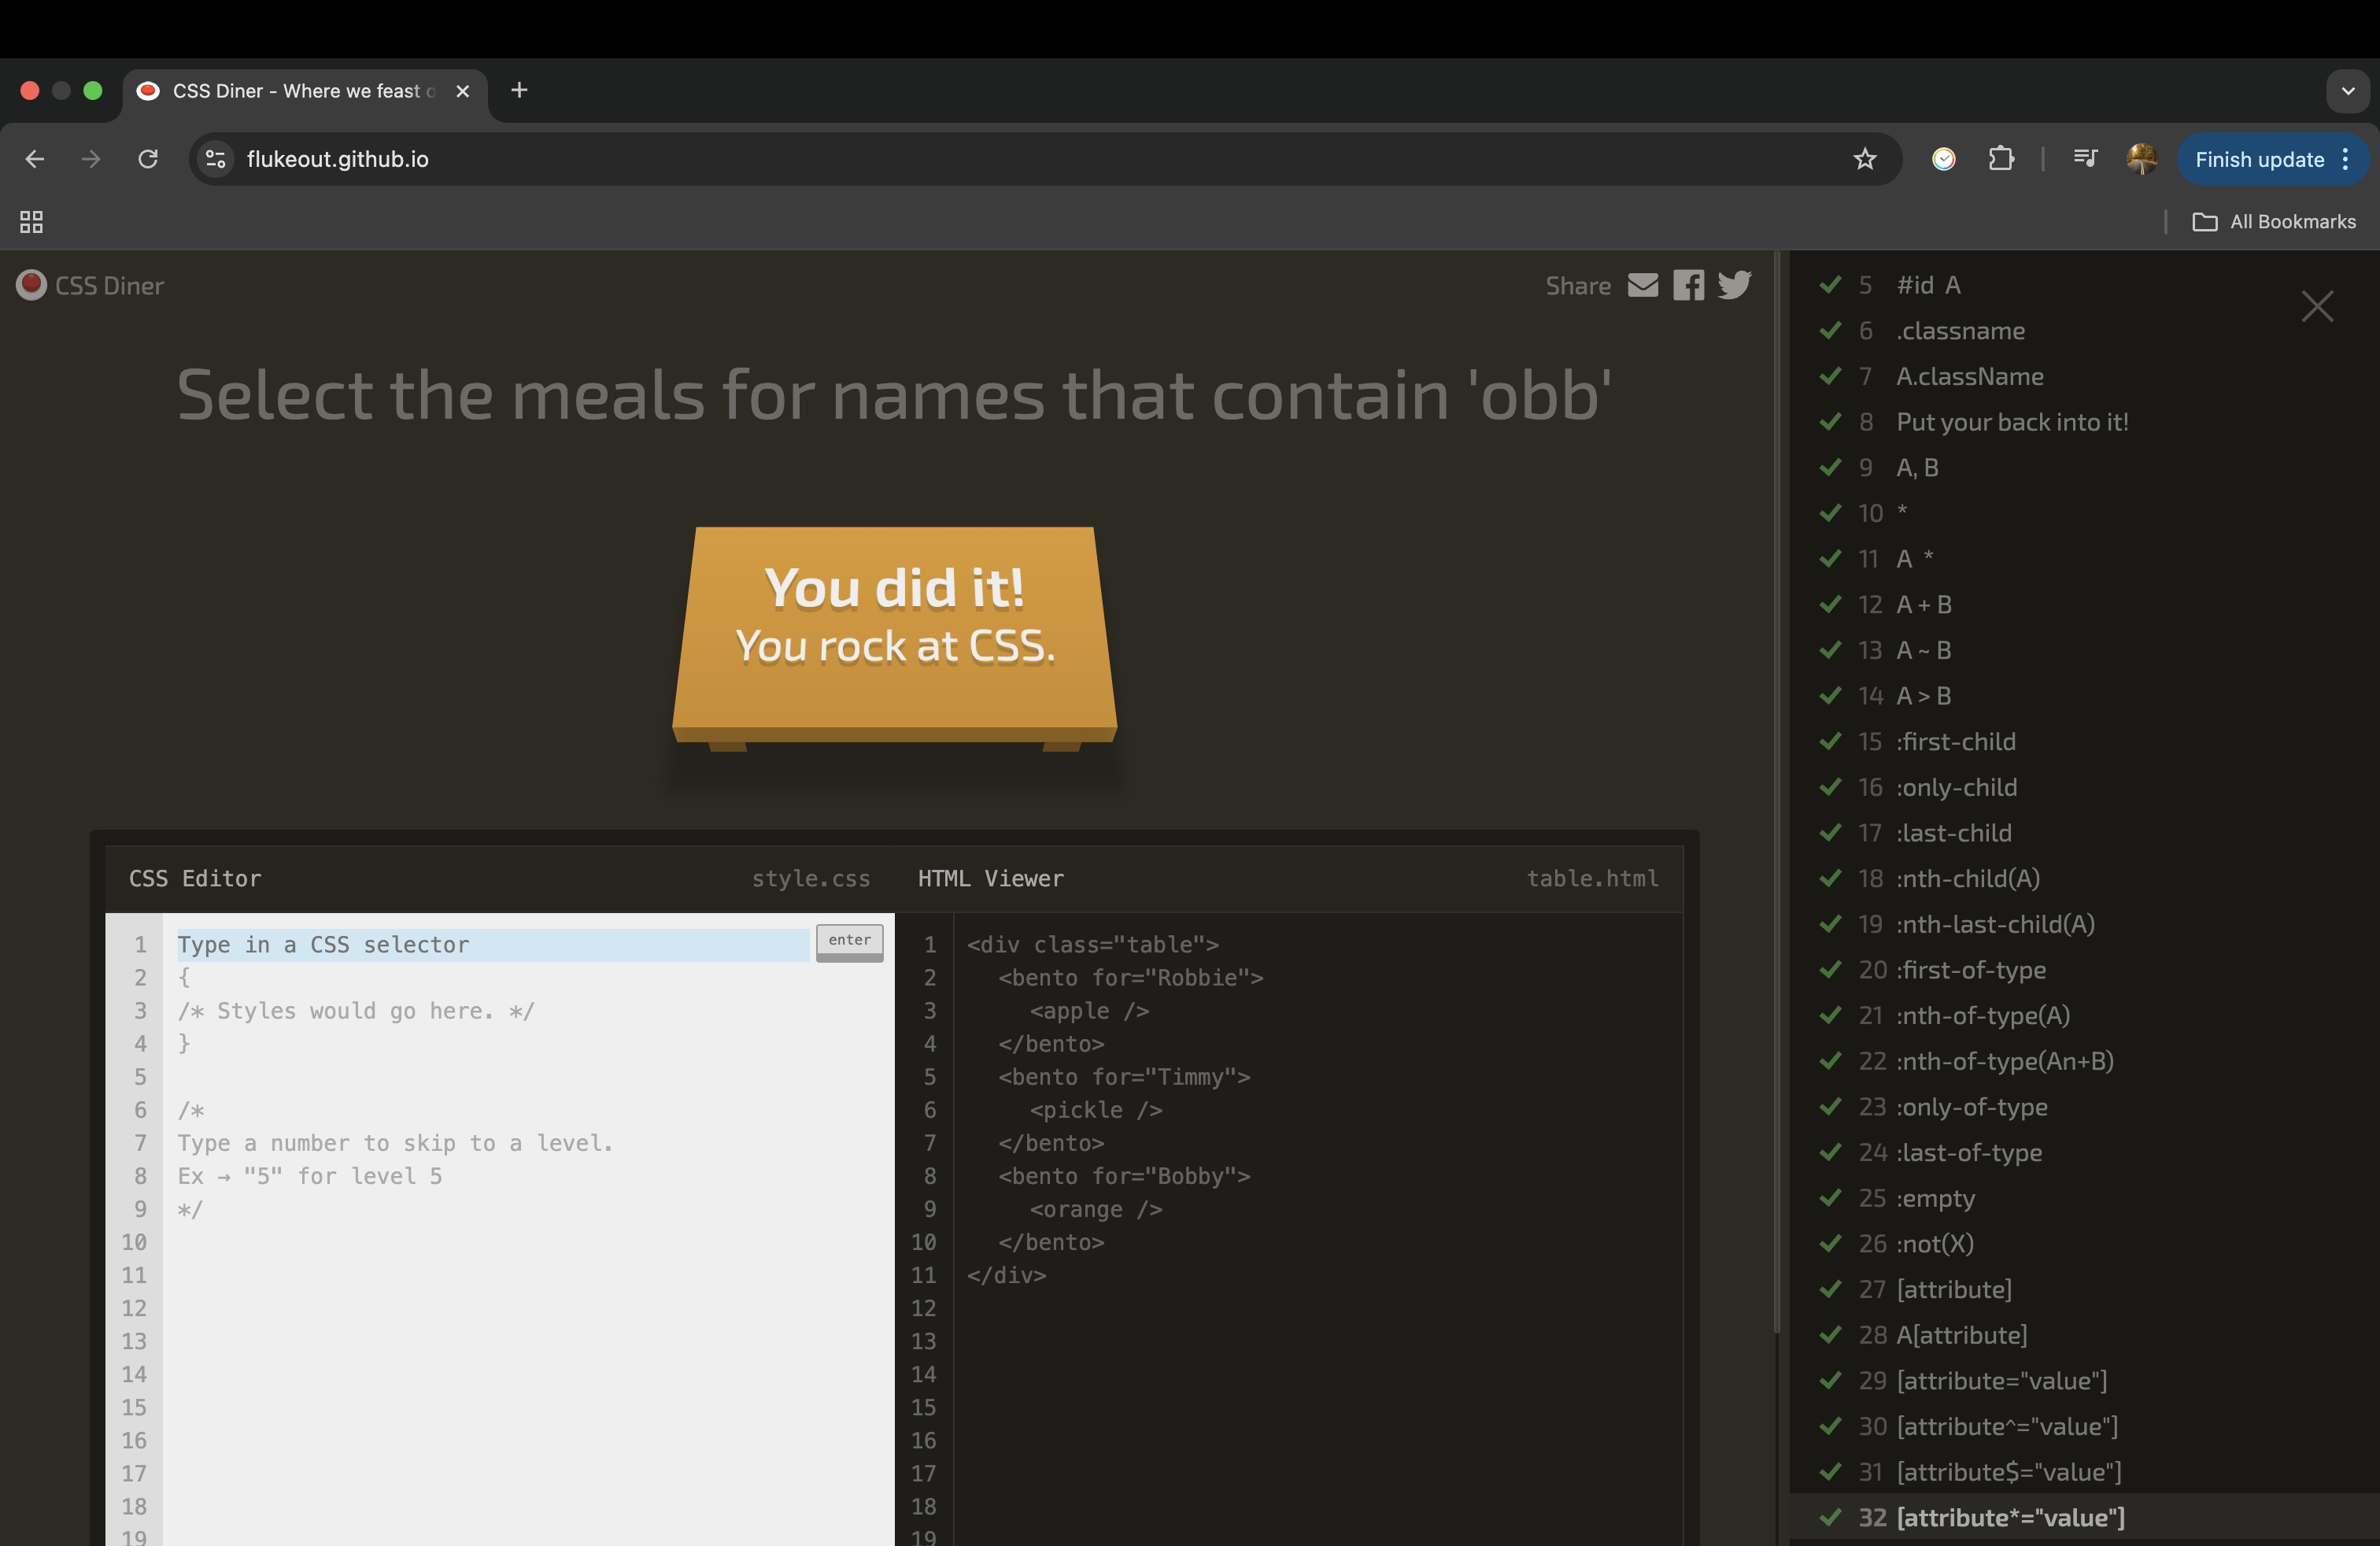 CSS Diner - Where we feast
flukeout.github.io
Finish update
All Bookmarks
CSS Diner
Share
Select the meals for names that contain 'obb'
You did it!
You rock at CSS.
CSS Editor style.css
1 Type in a CSS selector enter
2 {
3 /* Styles would go here. */
4 }
5
6 /*
7 Type a number to skip to a level.
8 Ex → "5" for level 5
9 */
10
11
12
13
14
15
16
17
18
19
HTML Viewer table.html
1 <div class="table">
2 <bento for="Robbie">
3 <apple />
4 </bento>
5 <bento for="Timmy">
6 <pickle />
7 </bento>
8 <bento for="Bobby">
9 <orange />
10 </bento>
11 </div>
12
13
14
15
16
17
18
19
5 #id A
6 .classname
7 A.className
8 Put your back into it!
9 A, B
10 *
11 A *
12 A + B
13 A ~ B
14 A > B
15 :first-child
16 :only-child
17 :last-child
18 :nth-child(A)
19 :nth-last-child(A)
20 :first-of-type
21 :nth-of-type(A)
22 :nth-of-type(An+B)
23 :only-of-type
24 :last-of-type
25 :empty
26 :not(X)
27 [attribute]
28 A[attribute]
29 [attribute="value"]
30 [attribute^="value"]
31 [attribute$="value"]
32 [attribute*="value"]